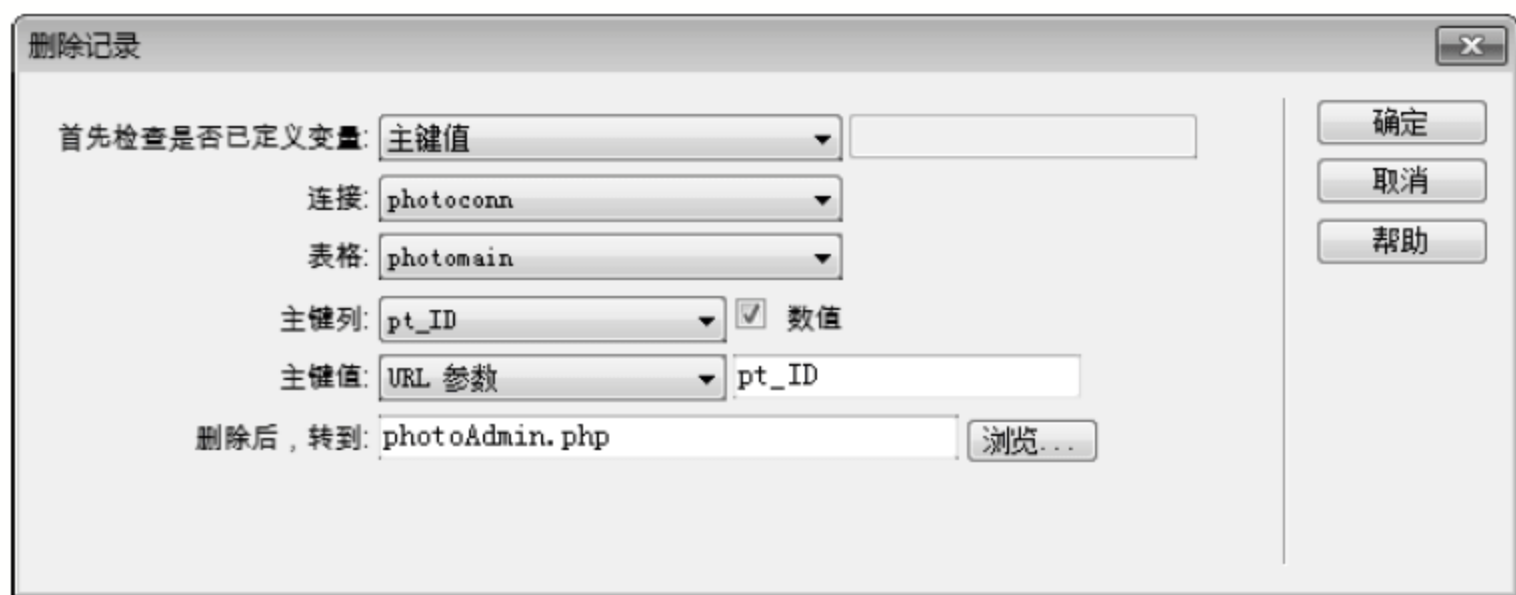 删除记录
首先检查是否已定义变量: 主键值 确定
连接: photoconn 取消
表格: photomain 帮助
主键列: pt_ID 数值
主键值: URL 参数 pt_ID
删除后，转到: photoAdmin.php 浏览...